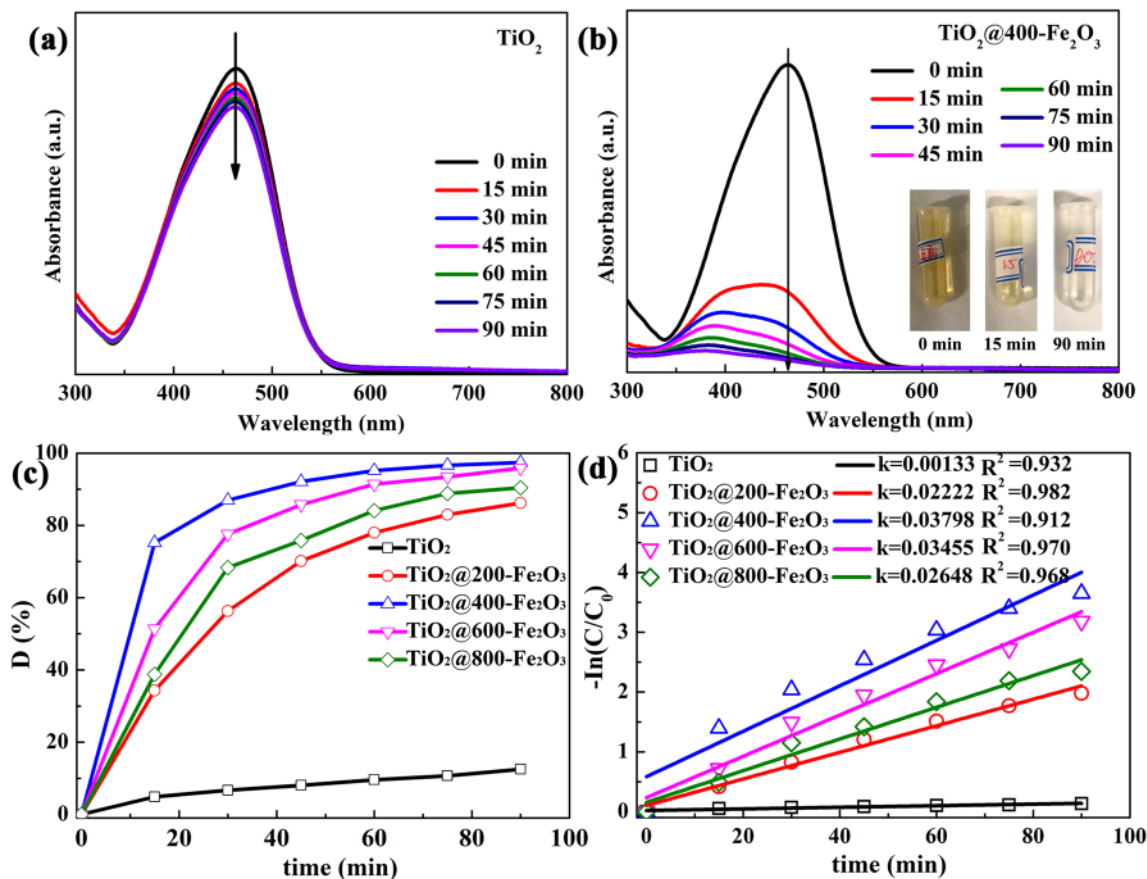 (a)
TiO₂
0 min
15 min
30 min
45 min
60 min
75 min
90 min
Absorbance (a.u.)
300 400 500 600 700 800
Wavelength (nm)
(b)
TiO₂@400-Fe₂O₃
0 min
15 min
30 min
45 min
60 min
75 min
90 min
15
0 min 15 min 90 min
Absorbance (a.u.)
300 400 500 600 700 800
Wavelength (nm)
(c)
100
80
60
40
20
0
D (%)
TiO₂
TiO₂@200-Fe₂O₃
TiO₂@400-Fe₂O₃
TiO₂@600-Fe₂O₃
TiO₂@800-Fe₂O₃
0 20 40 60 80 100
time (min)
(d)
6
5
4
3
2
1
0
-In(C/C₀)
TiO₂ k=0.00133 R² =0.932
TiO₂@200-Fe₂O₃ k=0.02222 R² =0.982
TiO₂@400-Fe₂O₃ k=0.03798 R² =0.912
TiO₂@600-Fe₂O₃ k=0.03455 R² =0.970
TiO₂@800-Fe₂O₃ k=0.02648 R² =0.968
0 20 40 60 80 100
time (min)